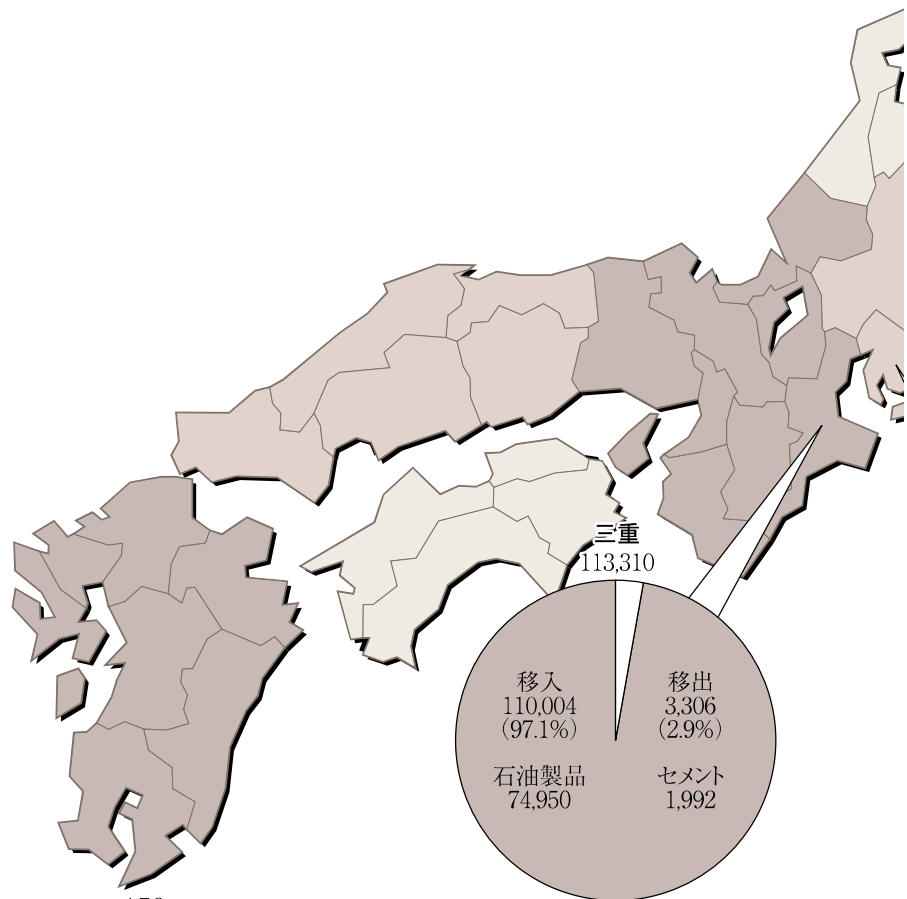 三重
113,310
移入
110,004
(97.1%)
石油製品
74,950
移出
3,306
(2.9%)
セメント
1,992